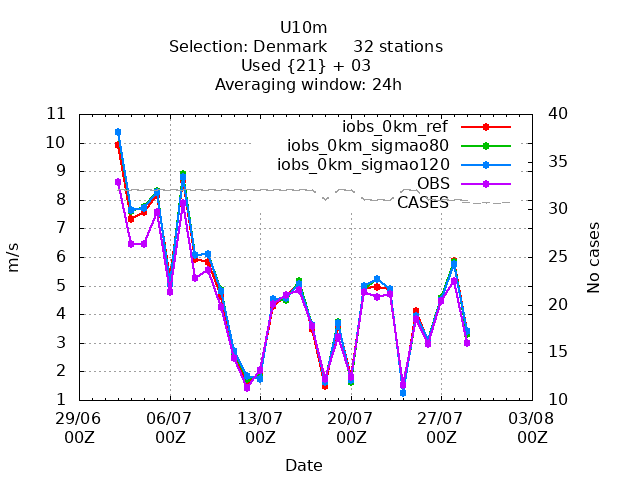 U10m
Selection: Denmark 32 stations
Used {21} + 03
Averaging window: 24h
11 40
iobs_0km_ref
10
iobs_0km_sigmao80
35
iobs_0km_sigmao120
9
OBS
8
CASES
30
7
6 25
m/s
No cases
5
20
4
3
15
2
1 10
29/06 06/07 13/07 20/07 27/07 03/08
00Z 00Z 00Z 00Z 00Z 00Z
Date